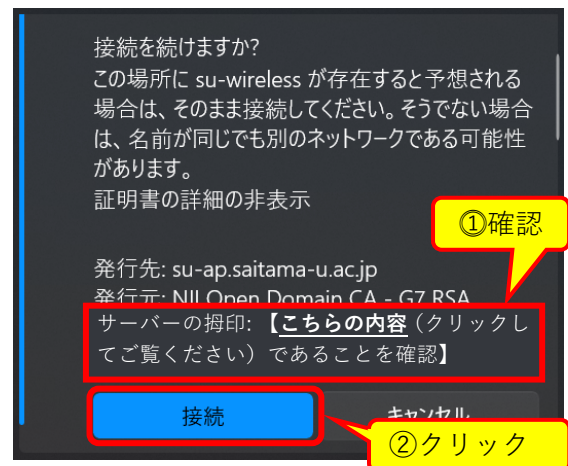 接続を続けますか?
この場所に su-wireless が存在すると予想される
場合は、そのまま接続してください。そうでない場合
は、名前が同じでも別のネットワークである可能性
があります。
証明書の詳細の非表示
①確認
発行先: su-ap.saitama-u.ac.jp
発行元: NII Open Domain CA - G7 RSA
サーバーの拇印: 【こちらの内容（クリックし
てご覧ください）であることを確認】
接続
キャンセル
②クリック